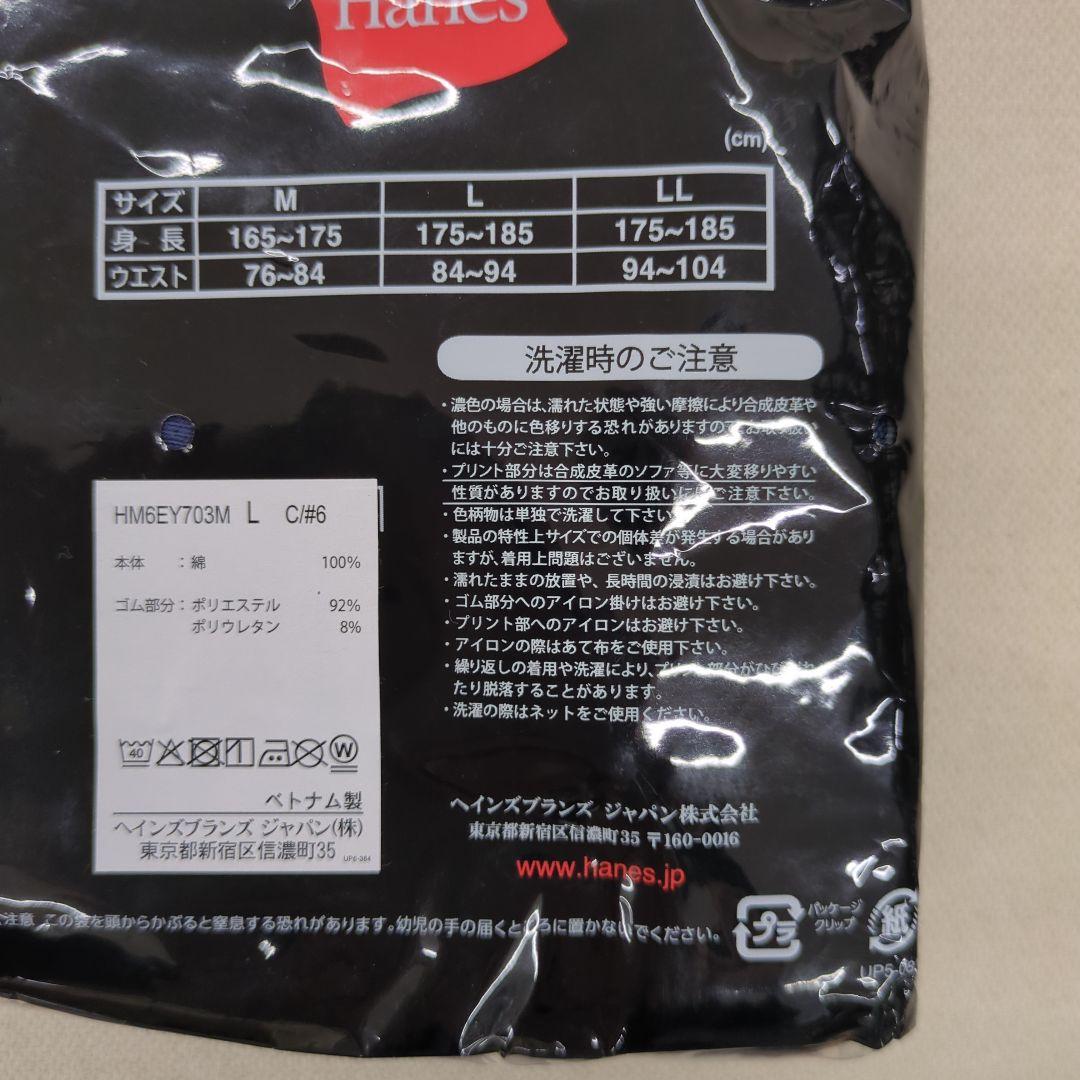 Hanes
(cm)
サイズ M L LL
身長 165~175 175~185 175~185
ウエスト 76~84 84~94 94~104
洗濯時のご注意
・濃色の場合は、濡れた状態や強い摩擦により合成皮革や
他のものに色移りする恐れがありますので、お取り扱い
には十分ご注意下さい。
・プリント部分は合成皮革のソファ等に大変移りやすい
性質がありますのでお取り扱いにはご注意下さい。
・色柄物は単独で洗濯して下さい。
・製品の特性上サイズでの個体差が発生する場合があり
ますが、着用上問題はございません。
・濡れたままの放置や、長時間の浸漬はお避け下さい。
・ゴム部分へのアイロン掛けはお避け下さい。
・プリント部へのアイロンはお避け下さい。
・アイロンの際はあて布をご使用下さい。
・繰り返しの着用や洗濯により、プリント部分がひび割れ
たり脱落することがあります。
・洗濯の際はネットをご使用ください。
HM6EY703M L C/#6
本体 : 綿 100%
ゴム部分 : ポリエステル 92%
ポリウレタン 8%
40 W
ベトナム製
ヘインズブランズ ジャパン(株)
東京都新宿区信濃町35 UP6-364
ヘインズブランズ ジャパン株式会社
東京都新宿区信濃町35 〒160-0016
www.hanes.jp
注意 この袋を頭からかぶると窒息する恐れがあります。幼児の手の届くところに置かないでください。
プラ
パッケージ
クリップ
紙